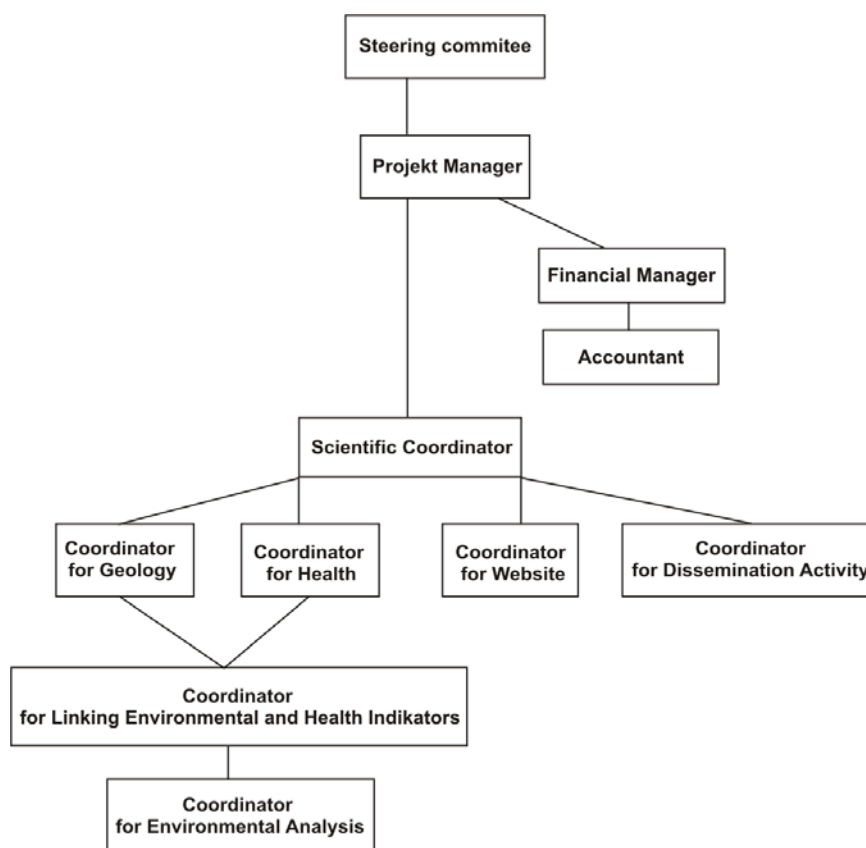 Steering commitee
Projekt Manager
Financial Manager
Accountant
Scientific Coordinator
Coordinator
for Geology
Coordinator
for Health
Coordinator
for Website
Coordinator
for Dissemination Activity
Coordinator
for Linking Environmental and Health Indikators
Coordinator
for Environmental Analysis